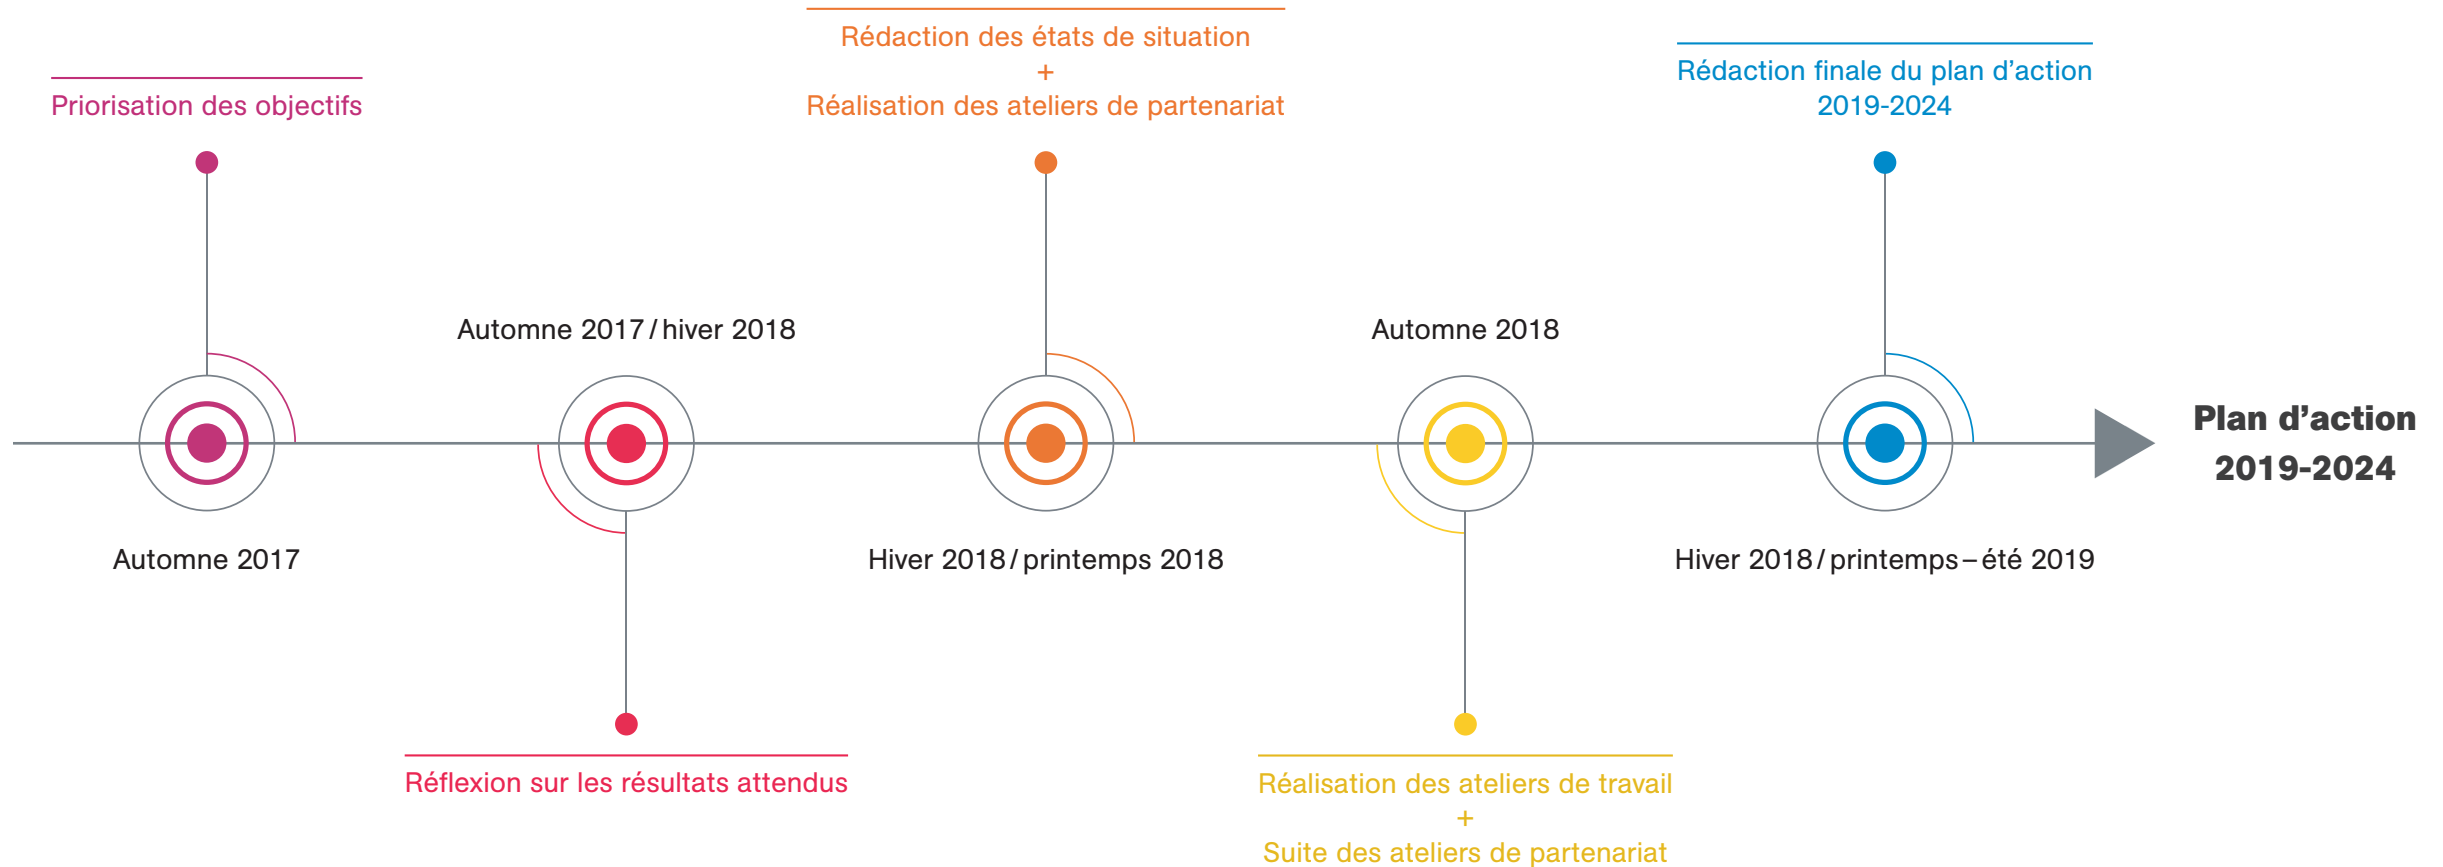 Priorisation des objectifs
Automne 2017
Automne 2017 / hiver 2018
Réflexion sur les résultats attendus
Rédaction des états de situation
+
Réalisation des ateliers de partenariat
Hiver 2018 / printemps 2018
Automne 2018
Réalisation des ateliers de travail
+
Suite des ateliers de partenariat
Rédaction finale du plan d’action
2019-2024
Hiver 2018 / printemps – été 2019
Plan d’action
2019-2024